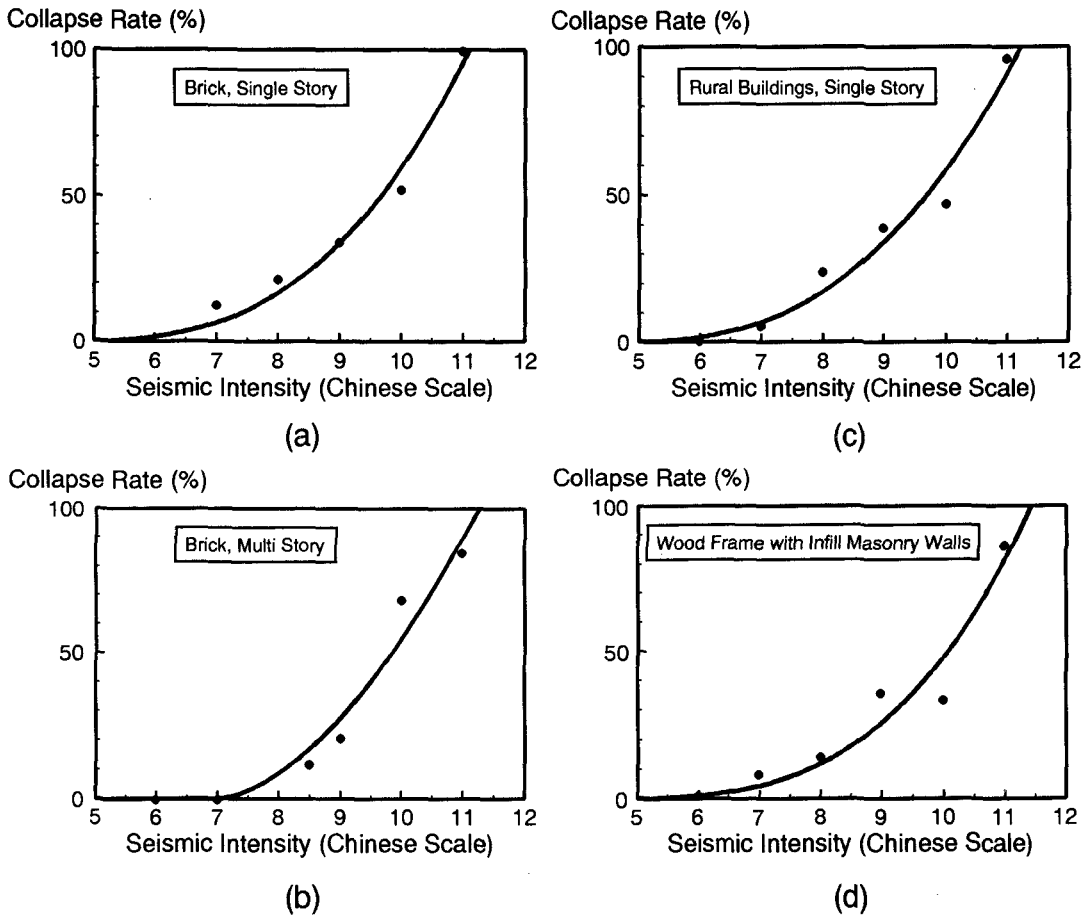 Collapse Rate (%)
100
50
0
Brick, Single Story
5 6 7 8 9 10 11 12
Seismic Intensity (Chinese Scale)
(a)
Collapse Rate (%)
100
50
0
Rural Buildings, Single Story
5 6 7 8 9 10 11 12
Seismic Intensity (Chinese Scale)
(c)
Collapse Rate (%)
100
50
0
Brick, Multi Story
5 6 7 8 9 10 11 12
Seismic Intensity (Chinese Scale)
(b)
Collapse Rate (%)
100
50
0
Wood Frame with Infill Masonry Walls
5 6 7 8 9 10 11 12
Seismic Intensity (Chinese Scale)
(d)